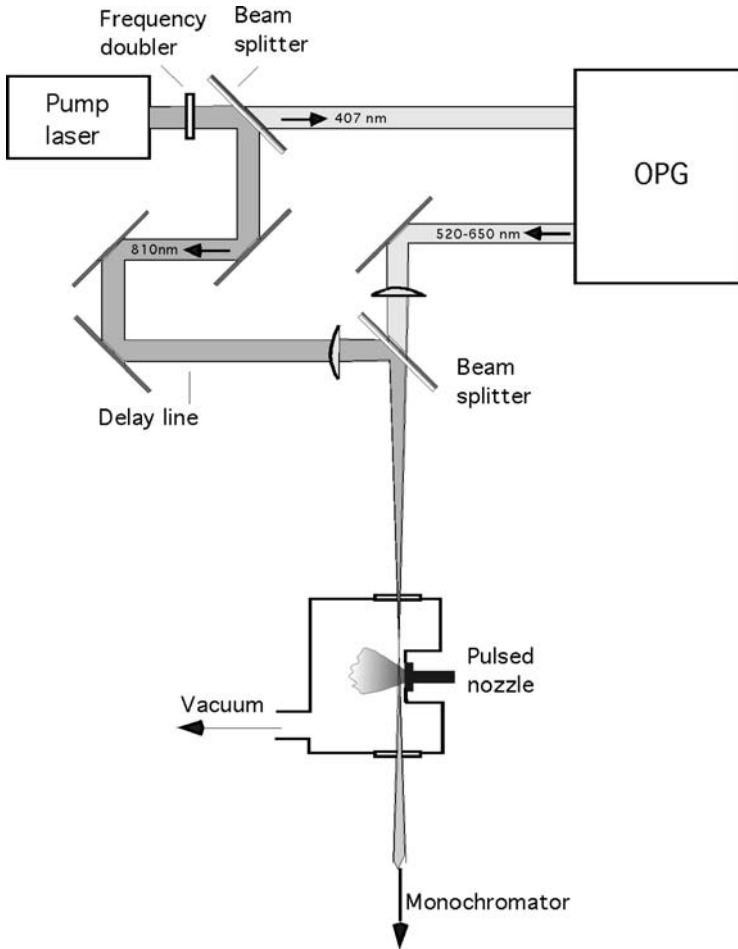 Frequency
doubler
Beam
splitter
Pump
laser
407 nm
OPG
520-650 nm
810nm
Beam
splitter
Delay line
Pulsed
nozzle
Vacuum
Monochromator